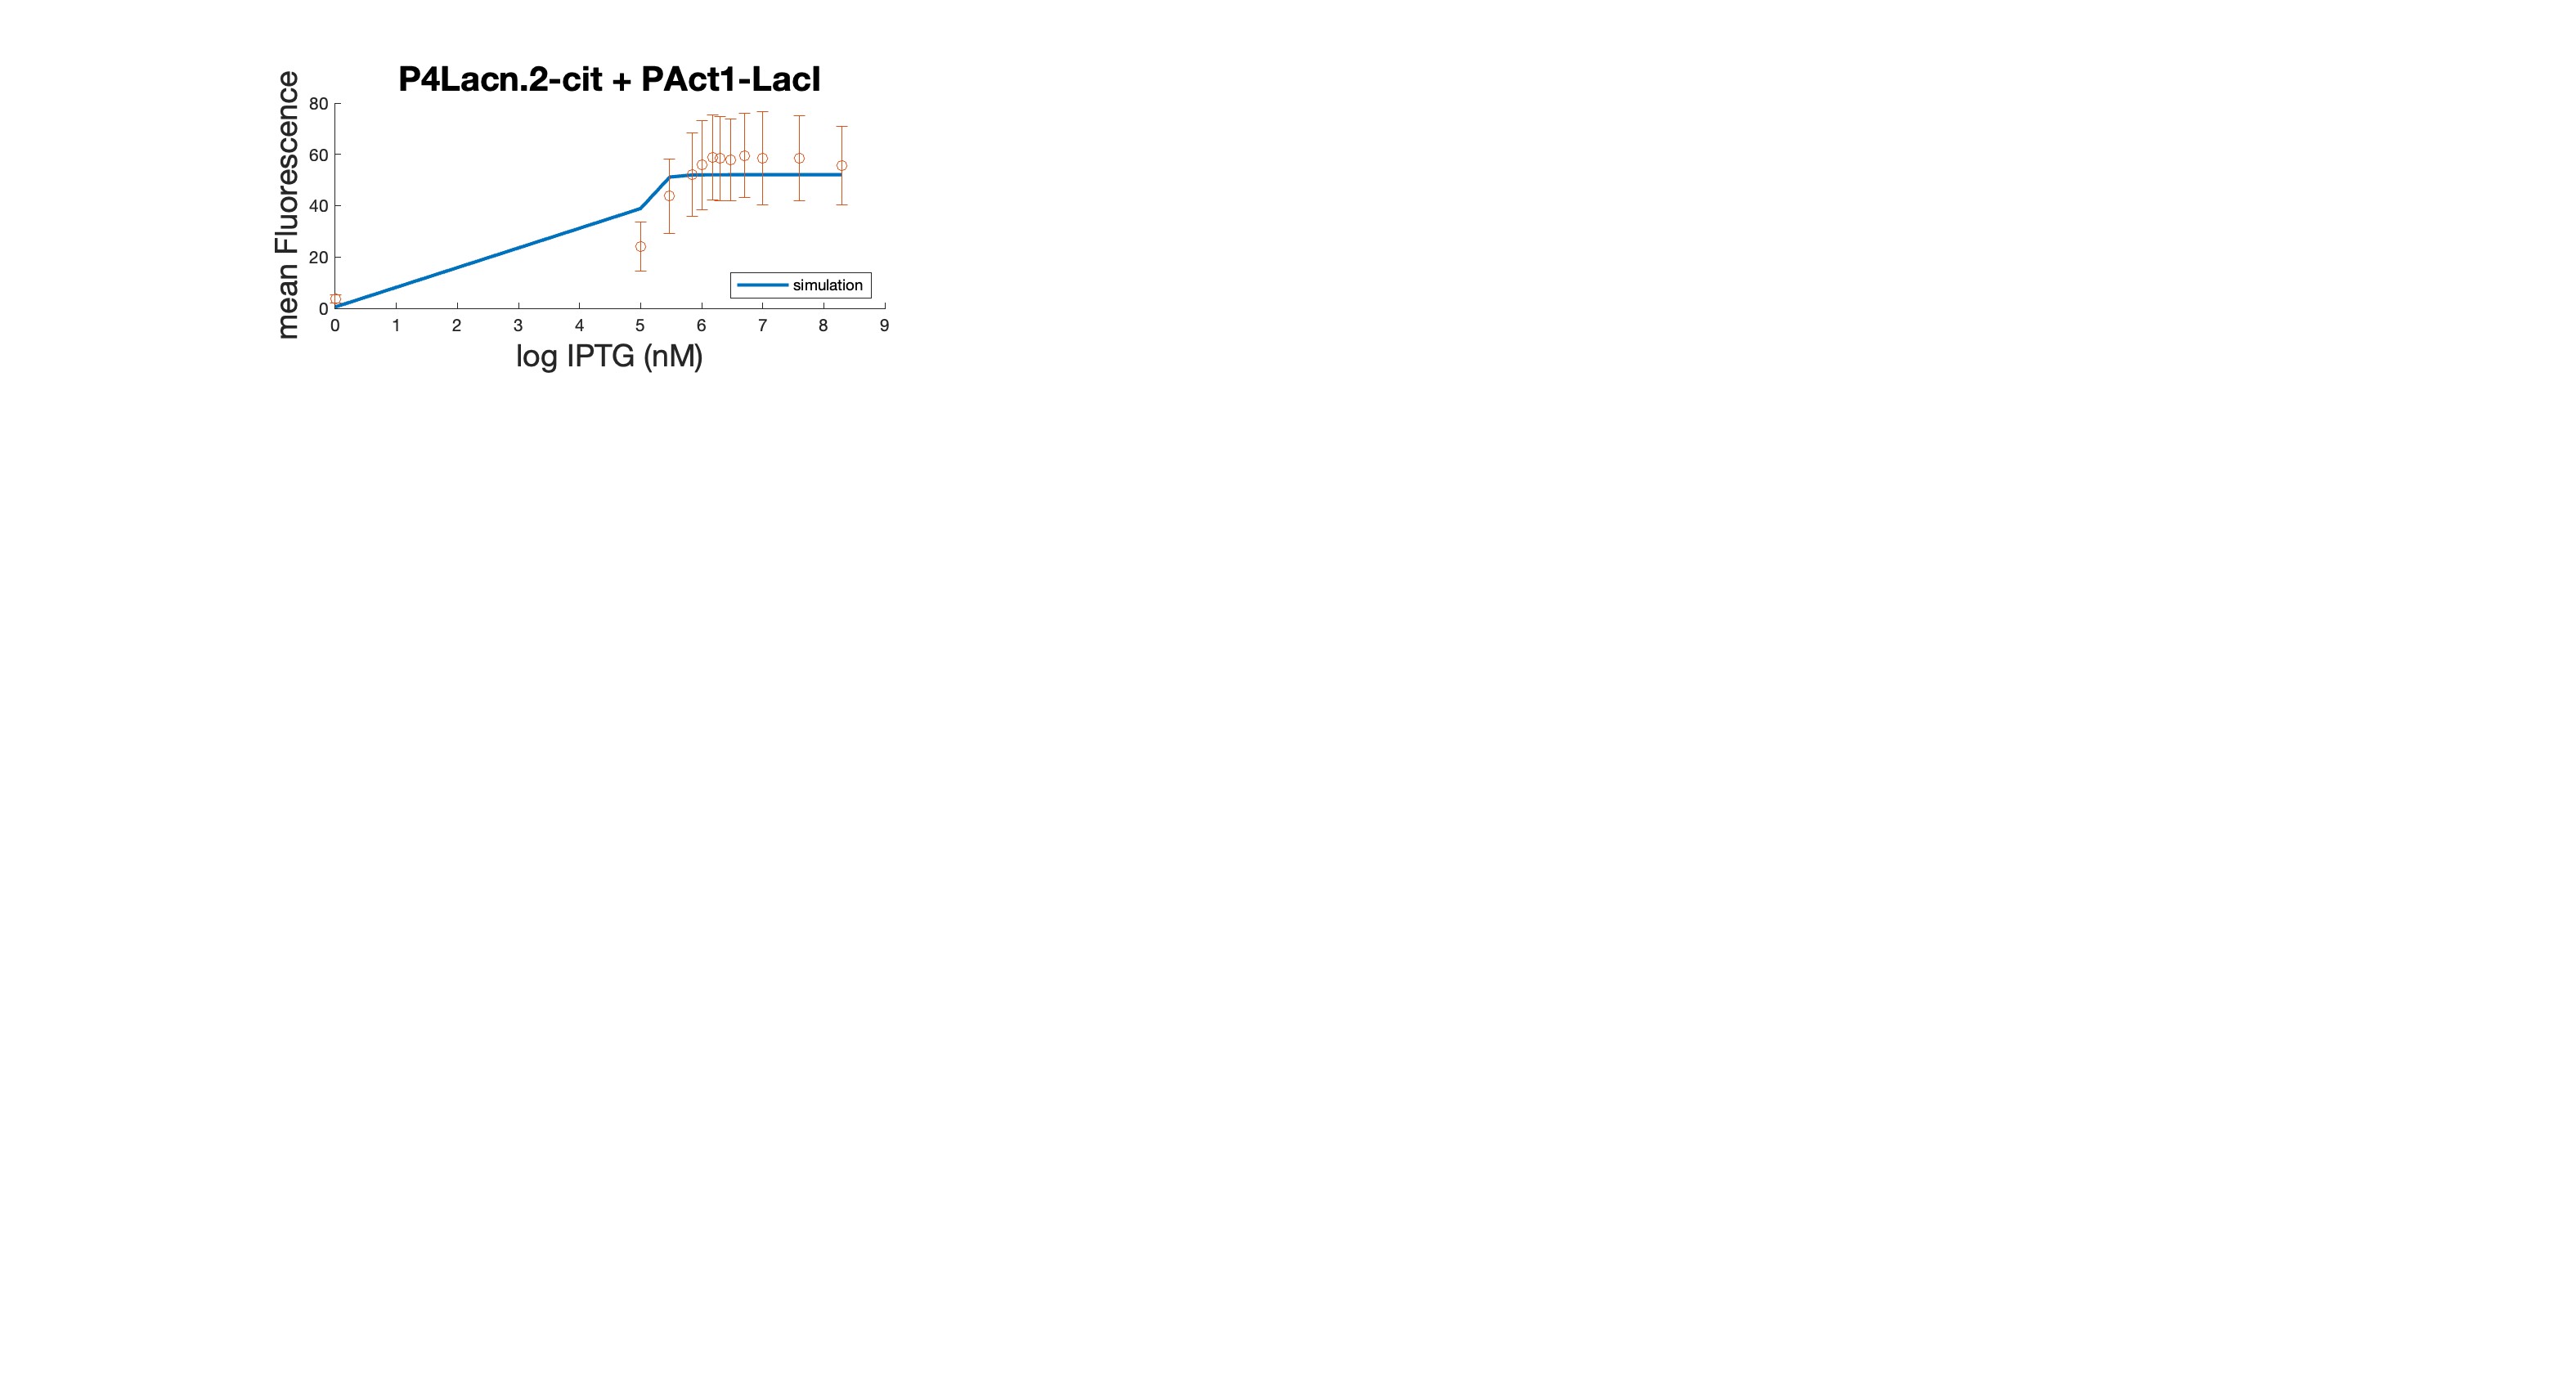 P4Lacn.2-cit + PAct1-LacI
mean Fluorescence
80
60
40
20
0
simulation
0 1 2 3 4 5 6 7 8 9
log IPTG (nM)